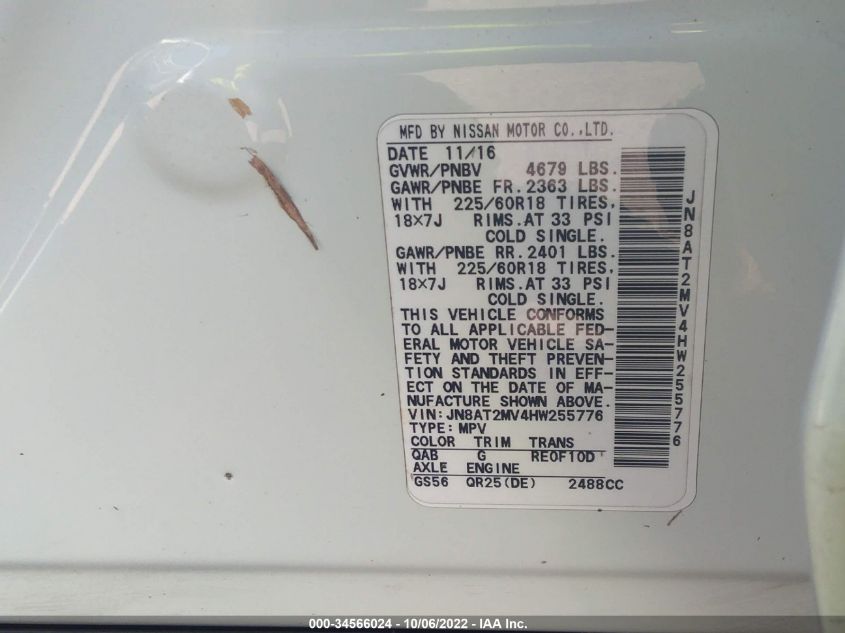 MFD BY NISSAN MOTOR CO.,LTD.
DATE 11/16
GVWR/PNBV 4679 LBS.
GAWR/PNBE FR. 2363 LBS.
WITH 225/60R18 TIRES,
18×7J RIMS.AT 33 PSI
COLD SINGLE.
GAWR/PNBE RR. 2401 LBS.
WITH 225/60R18 TIRES,
18×7J RIMS.AT 33 PSI
COLD SINGLE.
THIS VEHICLE CONFORMS
TO ALL APPLICABLE FED-
ERAL MOTOR VEHICLE SA-
FETY AND THEFT PREVEN-
TION STANDARDS IN EFF-
ECT ON THE DATE OF MA-
NUFACTURE SHOWN ABOVE.
VIN:JN8AT2MV4HW255776
TYPE:MPV
COLOR TRIM TRANS
QAB G RE0F10D
AXLE ENGINE
GS56 QR25(DE) 2488CC
JN8AT2MV4HW255776
000-34566024 - 10/06/2022 - IAA Inc.